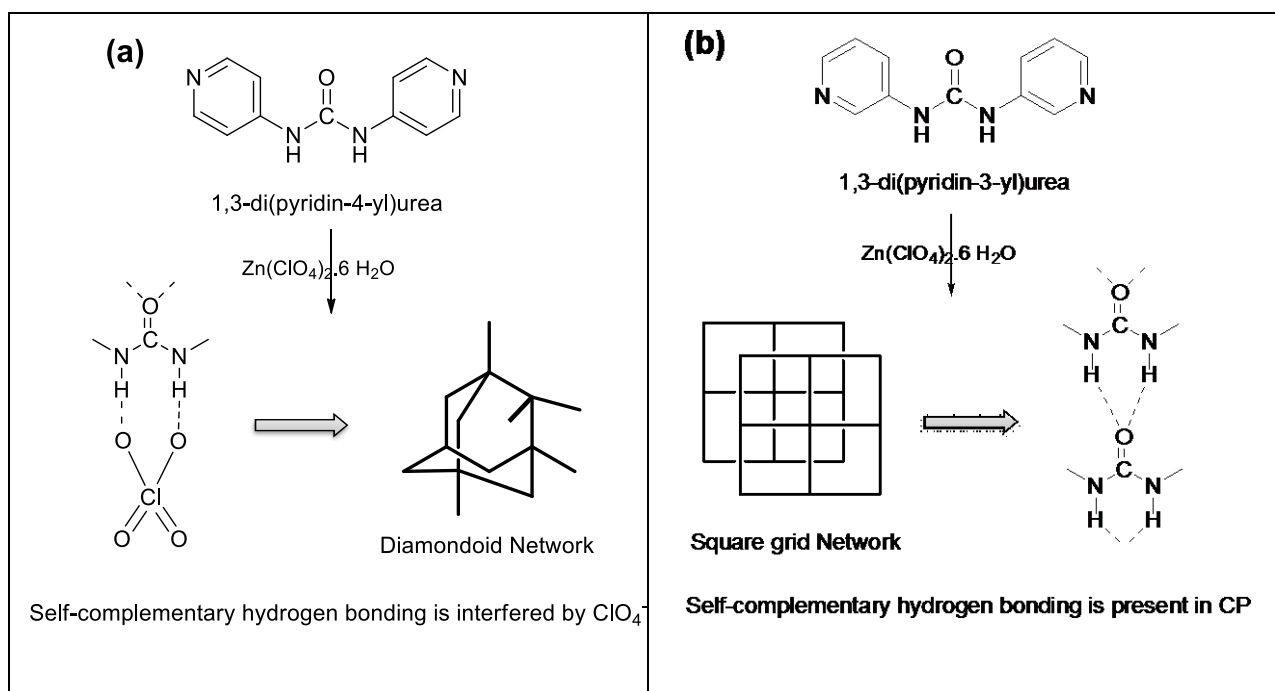 (a)
N
N
O
C
N
N
H
H
1,3-di(pyridin-4-yl)urea
Zn(ClO₄)₂.6 H₂O
O
C
N
N
H
H
O
O
Cl
O
O
Diamondoid Network
Self-complementary hydrogen bonding is interfered by ClO₄⁻
(b)
O
C
N
N
N
N
H
H
1,3-di(pyridin-3-yl)urea
Zn(ClO₄)₂.6 H₂O
O
C
N
N
H
H
O
C
N
N
H
H
Square grid Network
Self-complementary hydrogen bonding is present in CP